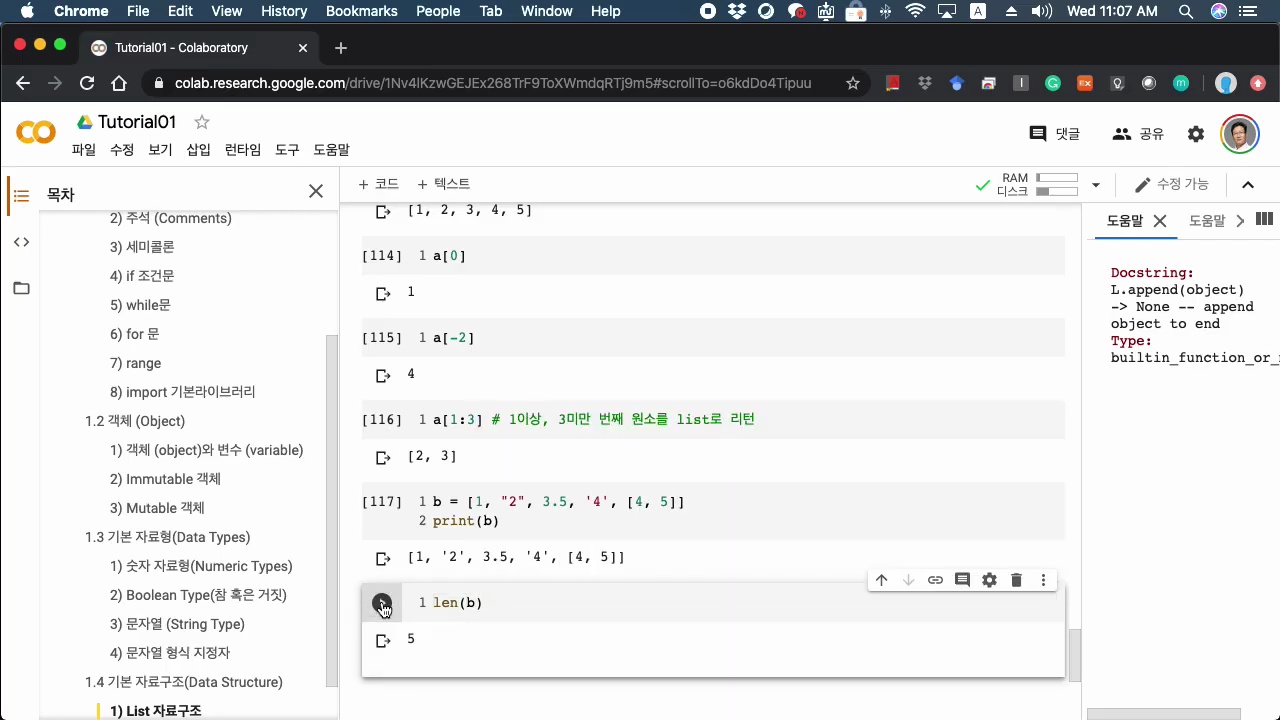 Chrome File Edit View History Bookmarks People Tab Window Help A Wed 11:07 AM
Tutorial01 - Colaboratory
colab.research.google.com/drive/1Nv4lKzwGEJEx268TrF9ToXWmdqRTj9m5#scrollTo=o6kdDo4Tipuu
Tutorial01
파일 수정 보기 삽입 런타임 도구 도움말
댓글 공유
목차
+ 코드 + 텍스트
RAM
디스크
수정 가능
2) 주석 (Comments)
3) 세미콜론
4) if 조건문
5) while문
6) for 문
7) range
8) import 기본라이브러리
1.2 객체 (Object)
1) 객체 (object)와 변수 (variable)
2) Immutable 객체
3) Mutable 객체
1.3 기본 자료형(Data Types)
1) 숫자 자료형(Numeric Types)
2) Boolean Type(참 혹은 거짓)
3) 문자열 (String Type)
4) 문자열 형식 지정자
1.4 기본 자료구조(Data Structure)
1) List 자료구조
[1, 2, 3, 4, 5]
[114] 1 a[0]
1
[115] 1 a[-2]
4
[116] 1 a[1:3] # 1이상, 3미만 번째 원소를 list로 리턴
[2, 3]
[117] 1 b = [1, "2", 3.5, '4', [4, 5]]
2 print(b)
[1, '2', 3.5, '4', [4, 5]]
1 len(b)
5
도움말 도움말
Docstring:
L.append(object)
-> None -- append
object to end
Type:
builtin_function_or_